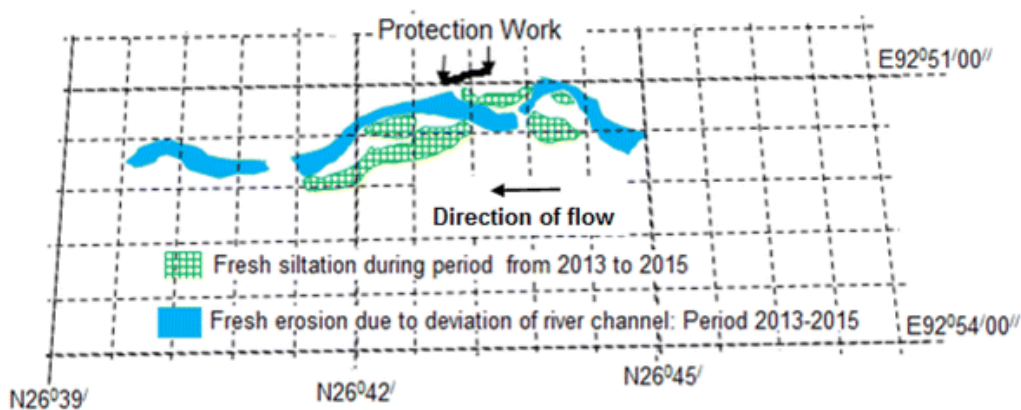 Protection Work
E92⁰51/00//
Direction of flow
Fresh siltation during period from 2013 to 2015
Fresh erosion due to deviation of river channel: Period 2013-2015
E92⁰54/00//
N26⁰39/
N26⁰42/
N26⁰45/